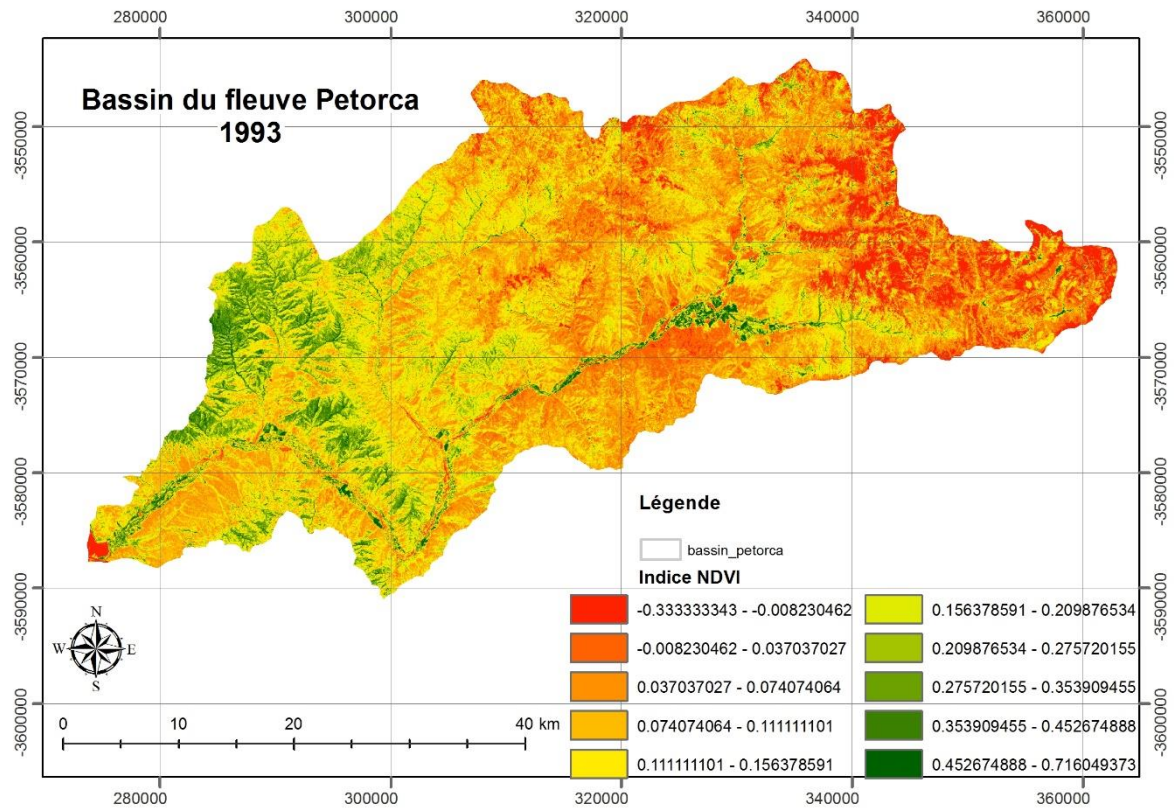 280000 300000 320000 340000 360000
Bassin du fleuve Petorca
1993
-3550000 -3550000
-3560000 -3560000
-3570000 -3570000
-3580000 -3580000
-3590000 -3590000
-3600000 -3600000
Légende
bassin_petorca
Indice NDVI
-0.333333343 - -0.008230462
-0.008230462 - 0.037037027
0.037037027 - 0.074074064
0.074074064 - 0.111111101
0.111111101 - 0.156378591
0.156378591 - 0.209876534
0.209876534 - 0.275720155
0.275720155 - 0.353909455
0.353909455 - 0.452674888
0.452674888 - 0.716049373
N
W E
S
0 10 20 40 km
280000 300000 320000 340000 360000